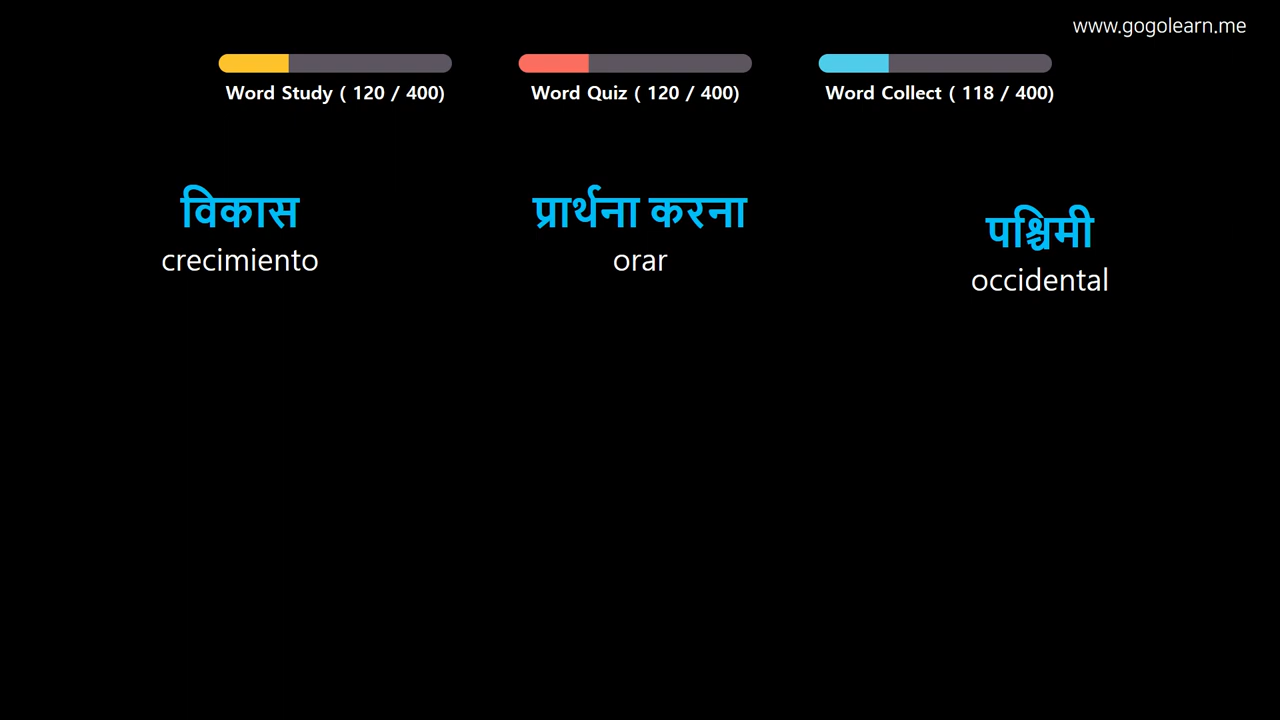 www.gogolearn.me
Word Study ( 120 / 400)
Word Quiz ( 120 / 400)
Word Collect ( 118 / 400)
विकास
crecimiento
प्रार्थना करना
orar
पश्चिमी
occidental